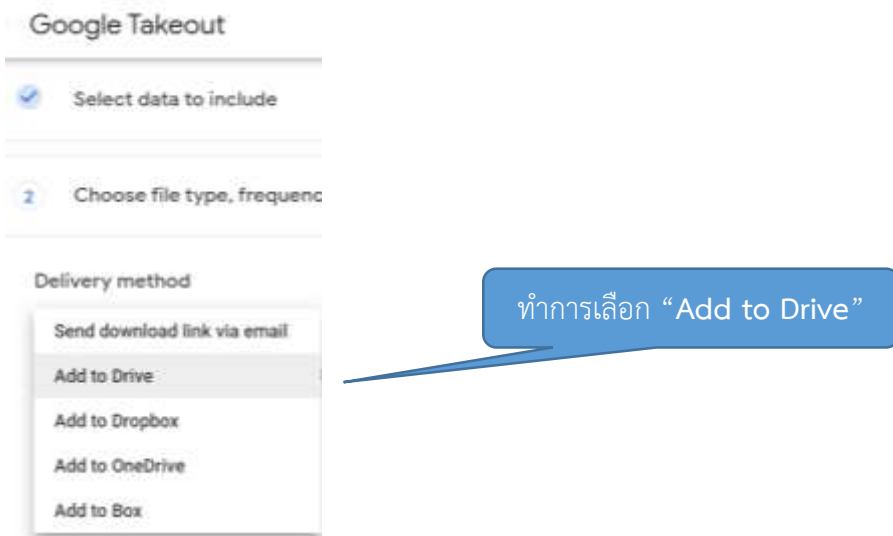 Google Takeout
Select data to include
2 Choose file type, frequenc
Delivery method
Send download link via email
Add to Drive
Add to Dropbox
Add to OneDrive
Add to Box
ทำการเลือก “Add to Drive”